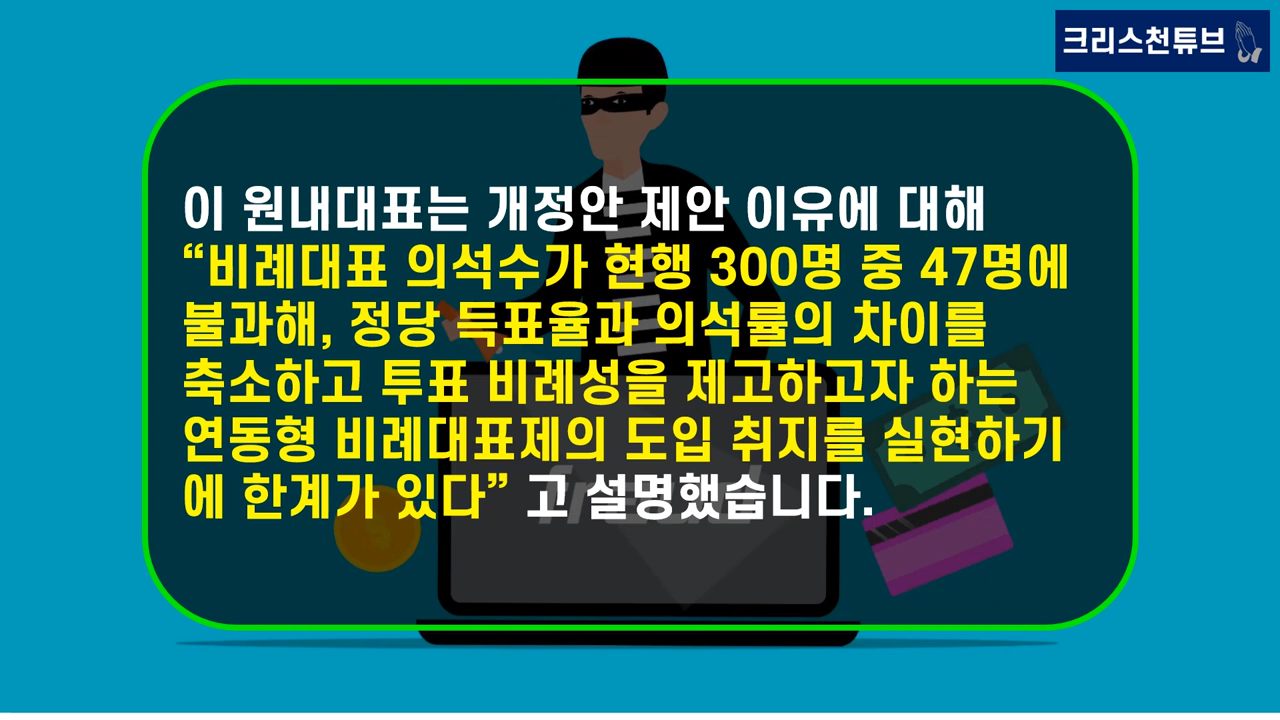 크리스천튜브
이 원내대표는 개정안 제안 이유에 대해
“비례대표 의석수가 현행 300명 중 47명에
불과해, 정당 득표율과 의석률의 차이를
축소하고 투표 비례성을 제고하고자 하는
연동형 비례대표제의 도입 취지를 실현하기
에 한계가 있다” 고 설명했습니다.
fraud